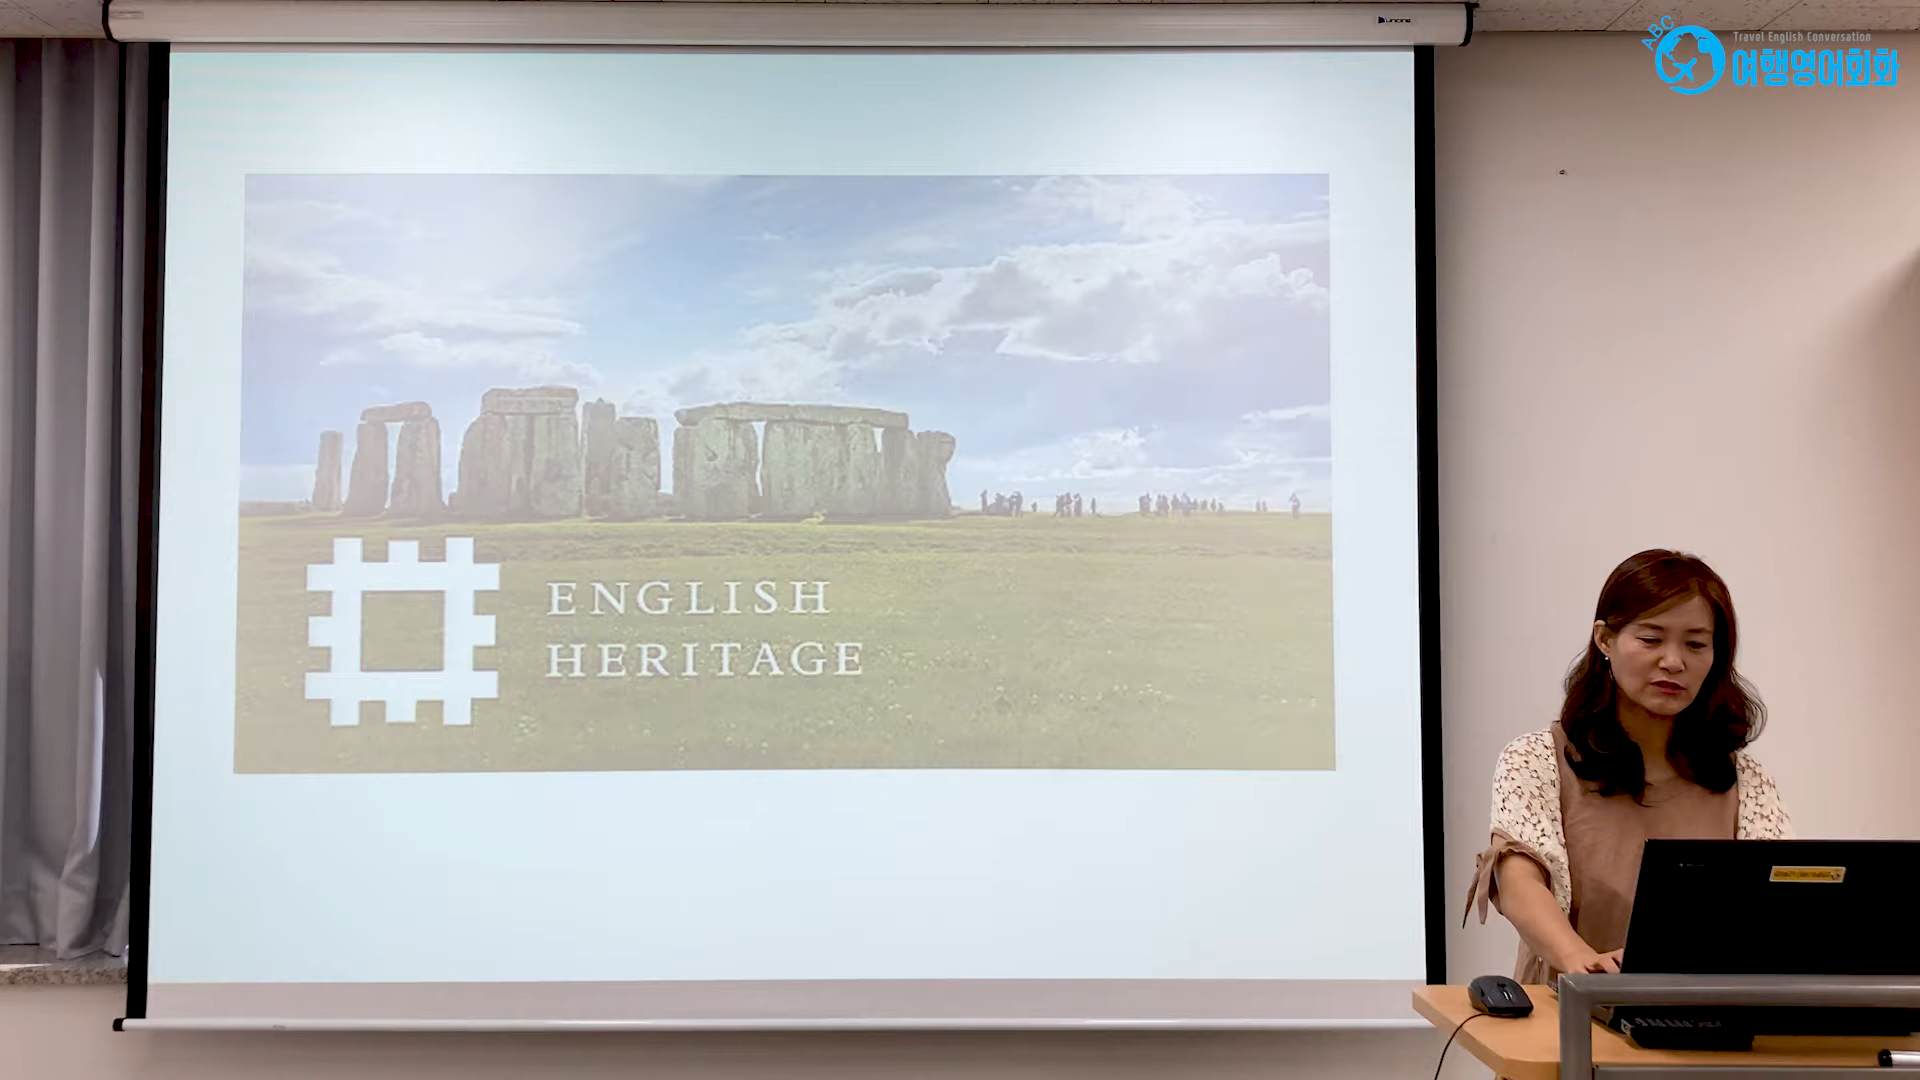 ABC
Travel English Conversation
여행영어회화
ENGLISH
HERITAGE